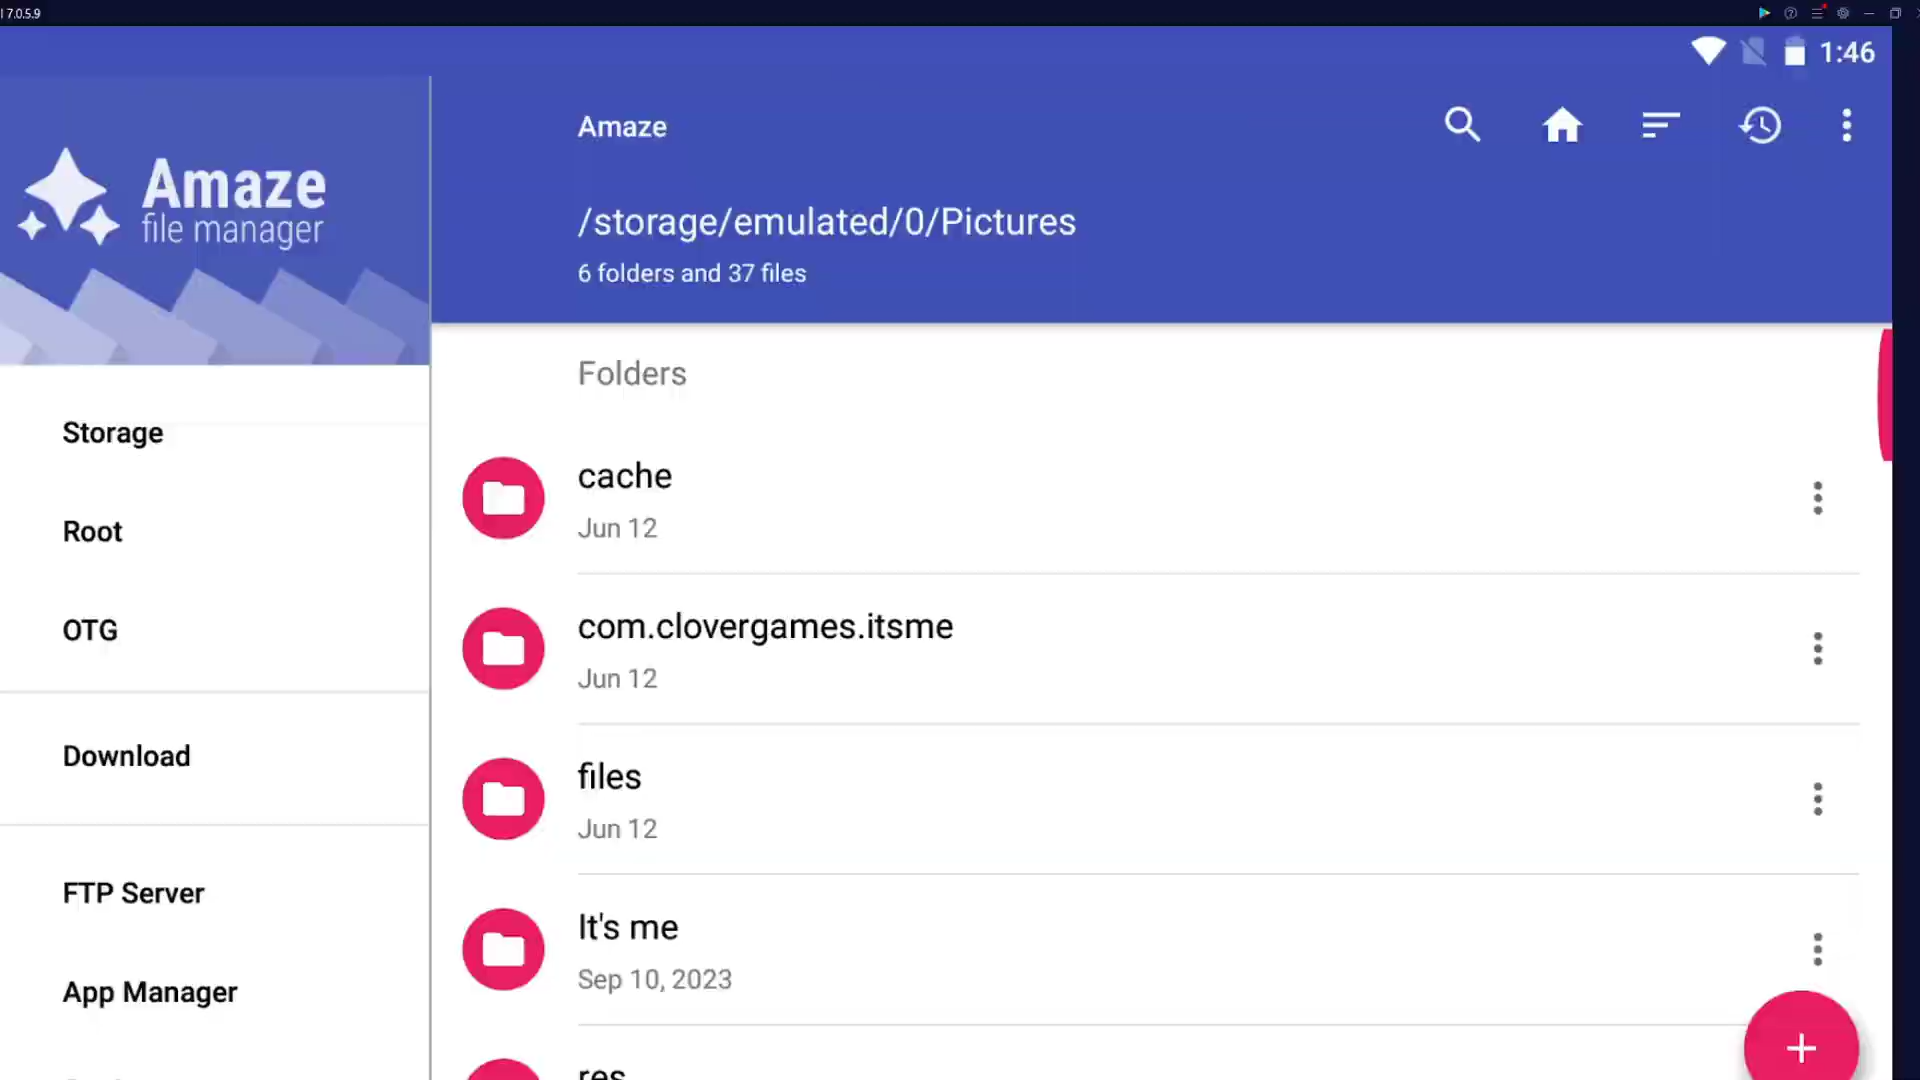 7.0.5.9
1:46
Amaze
file manager
Amaze
/storage/emulated/0/Pictures
6 folders and 37 files
Storage
Root
OTG
Download
FTP Server
App Manager
Folders
cache
Jun 12
com.clovergames.itsme
Jun 12
files
Jun 12
It's me
Sep 10, 2023
res